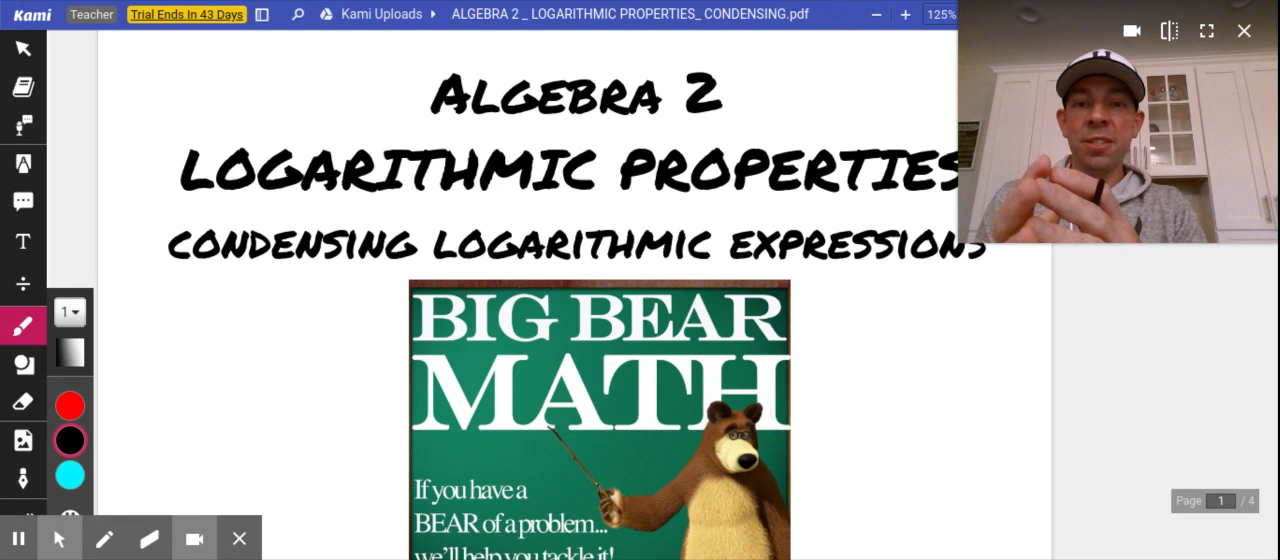 Kami Teacher Trial Ends In 43 Days Kami Uploads ALGEBRA 2 _ LOGARITHMIC PROPERTIES_ CONDENSING.pdf 125%
ALGEBRA 2
LOGARITHMIC PROPERTIES
CONDENSING LOGARITHMIC EXPRESSIONS
BIG BEAR
MATH
If you have a
BEAR of a problem...
we'll help you tackle it!
1
Page 1 / 4